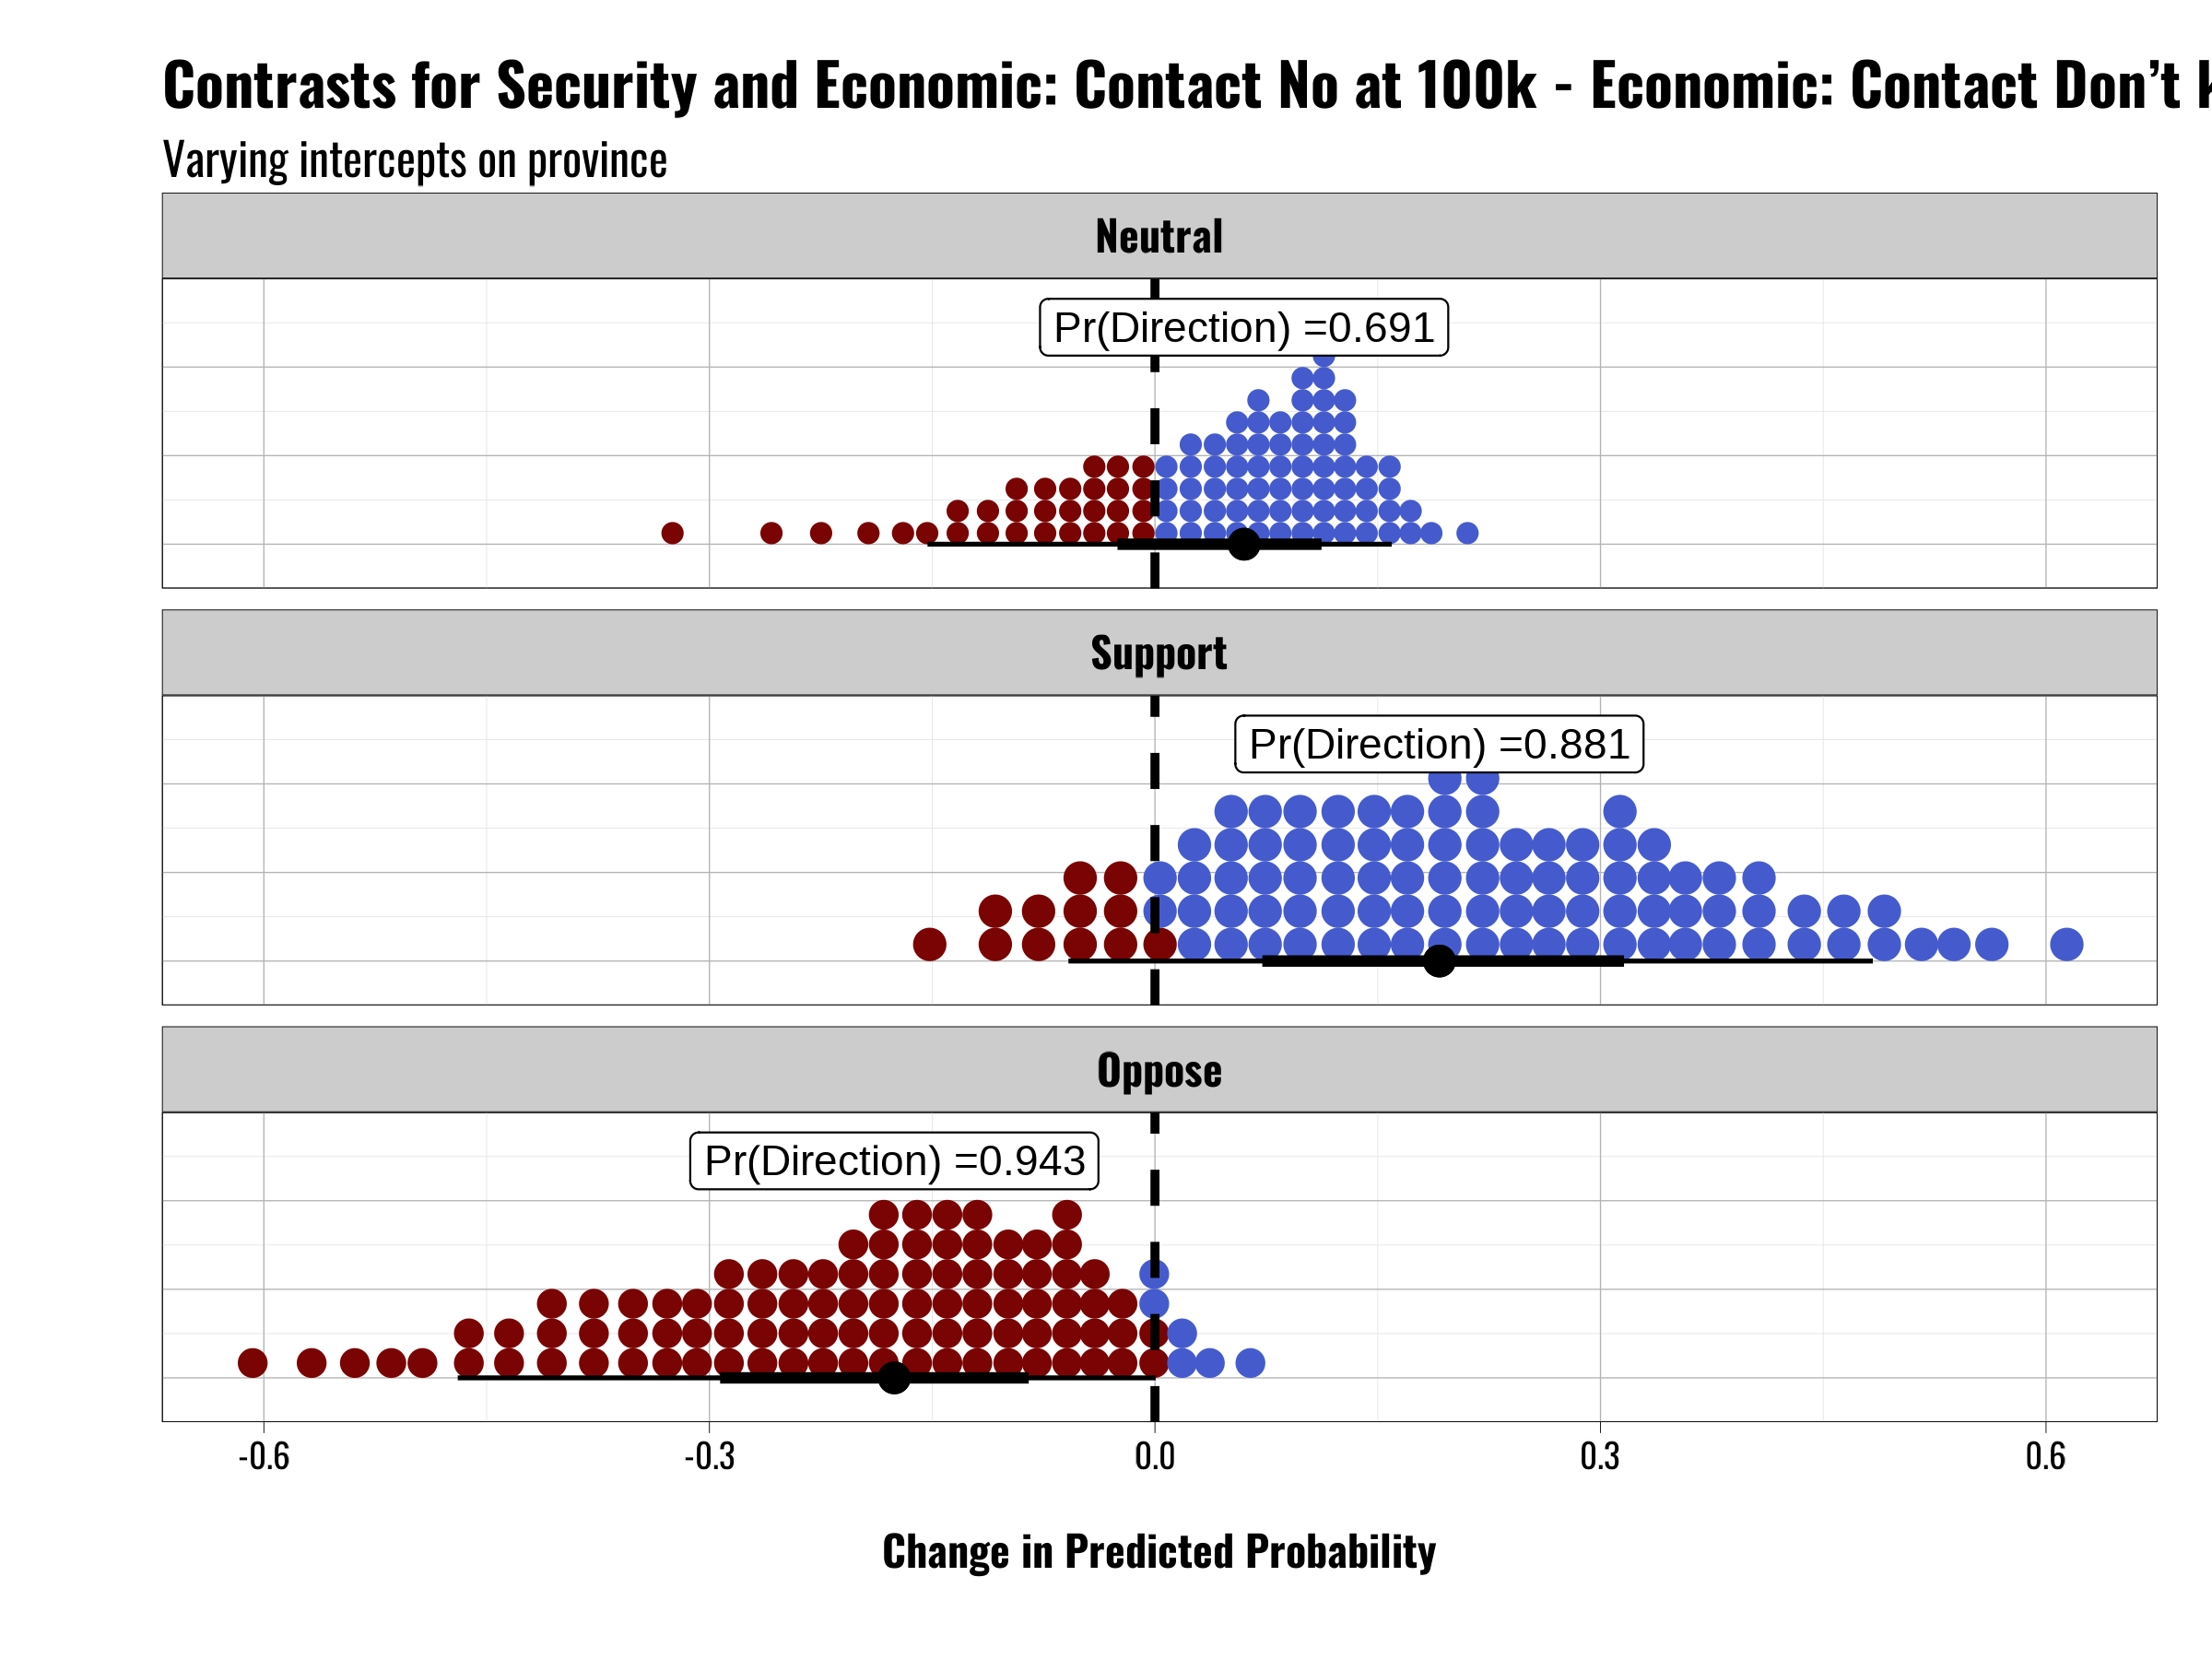 Contrasts for Security and Economic: Contact No at 100k - Economic: Contact Don’t
Varying intercepts on province
Neutral
Pr(Direction) =0.691
Support
Pr(Direction) =0.881
Oppose
Pr(Direction) =0.943
-0.6 -0.3 0.0 0.3 0.6
Change in Predicted Probability